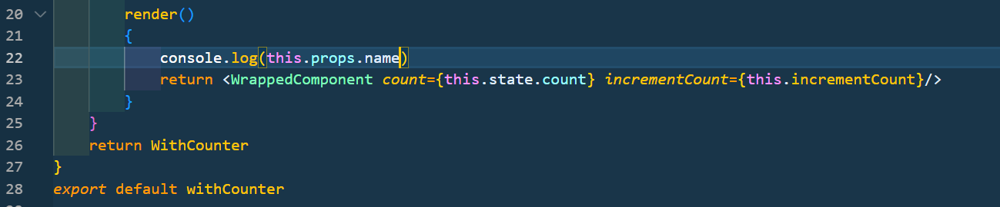 20 render()
21 {
22 console.log(this.props.name)
23 return <WrappedComponent count={this.state.count} incrementCount={this.incrementCount}/>
24 }
25 }
26 return WithCounter
27 }
28 export default withCounter